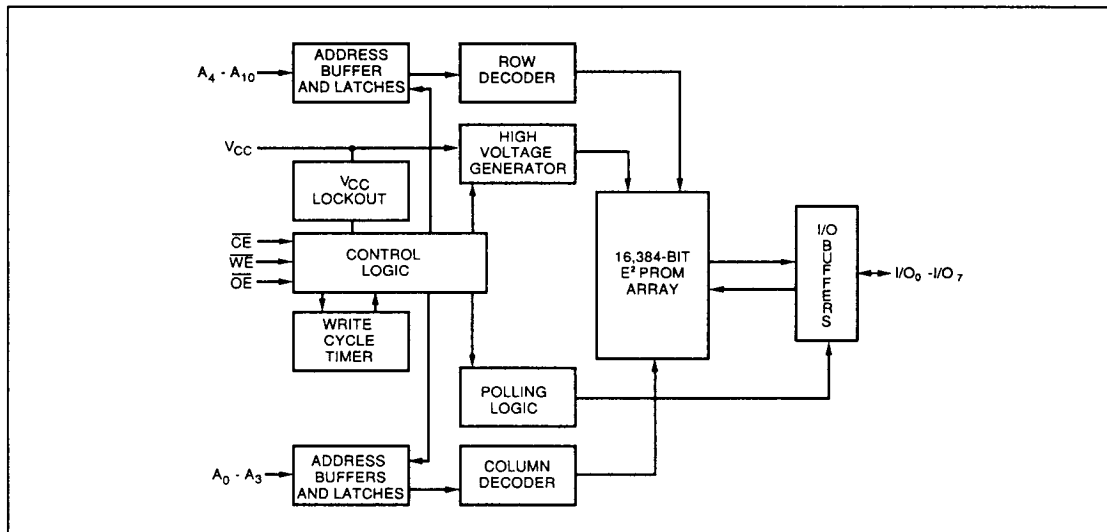 A4 - A10
ADDRESS
BUFFER
AND LATCHES
ROW
DECODER
VCC
HIGH
VOLTAGE
GENERATOR
VCC
LOCKOUT
CE
WE
OE
CONTROL
LOGIC
16,384-BIT
E² PROM
ARRAY
I/O
BUFFERS
I/O0 -I/O7
WRITE
CYCLE
TIMER
POLLING
LOGIC
A0 - A3
ADDRESS
BUFFERS
AND LATCHES
COLUMN
DECODER